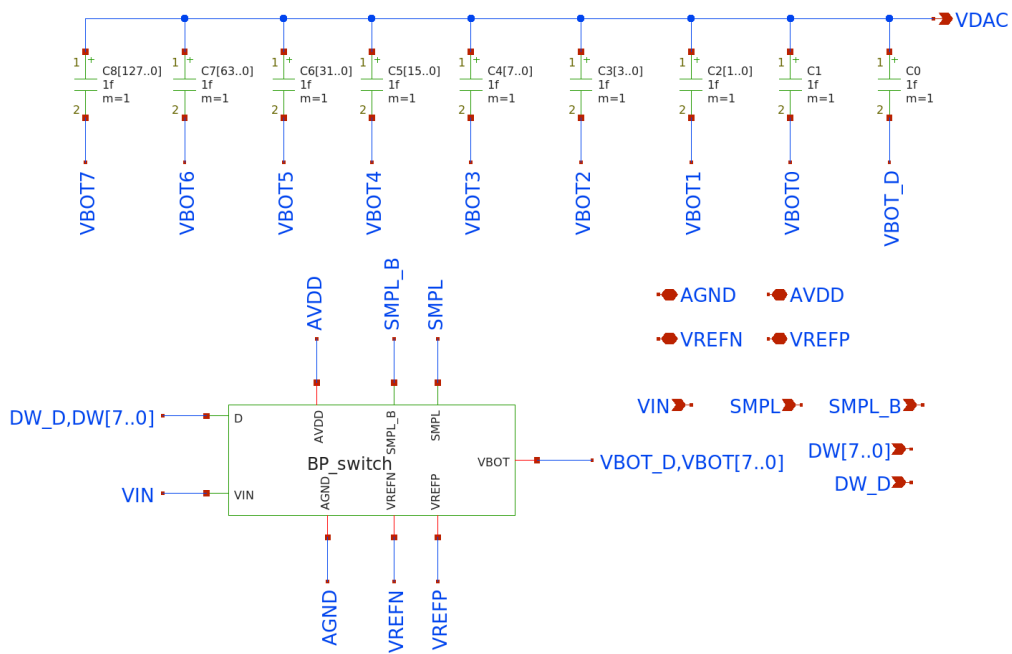 VDAC
1 + C8[127..0]
1f
m=1
2
VBOT7
1 + C7[63..0]
1f
m=1
2
VBOT6
1 + C6[31..0]
1f
m=1
2
VBOT5
1 + C5[15..0]
1f
m=1
2
VBOT4
1 + C4[7..0]
1f
m=1
2
VBOT3
1 + C3[3..0]
1f
m=1
2
VBOT2
1 + C2[1..0]
1f
m=1
2
VBOT1
1 + C1
1f
m=1
2
VBOT0
1 + C0
1f
m=1
2
VBOT_D
AVDD
SMPL_B
SMPL
DW_D,DW[7..0]
VIN
D
VIN
AVDD
SMPL_B
SMPL
BP_switch
AGND
VREFN
VREFP
VBOT
VBOT_D,VBOT[7..0]
AGND
VREFN
VREFP
AGND
AVDD
VREFN
VREFP
VIN
SMPL
SMPL_B
DW[7..0]
DW_D